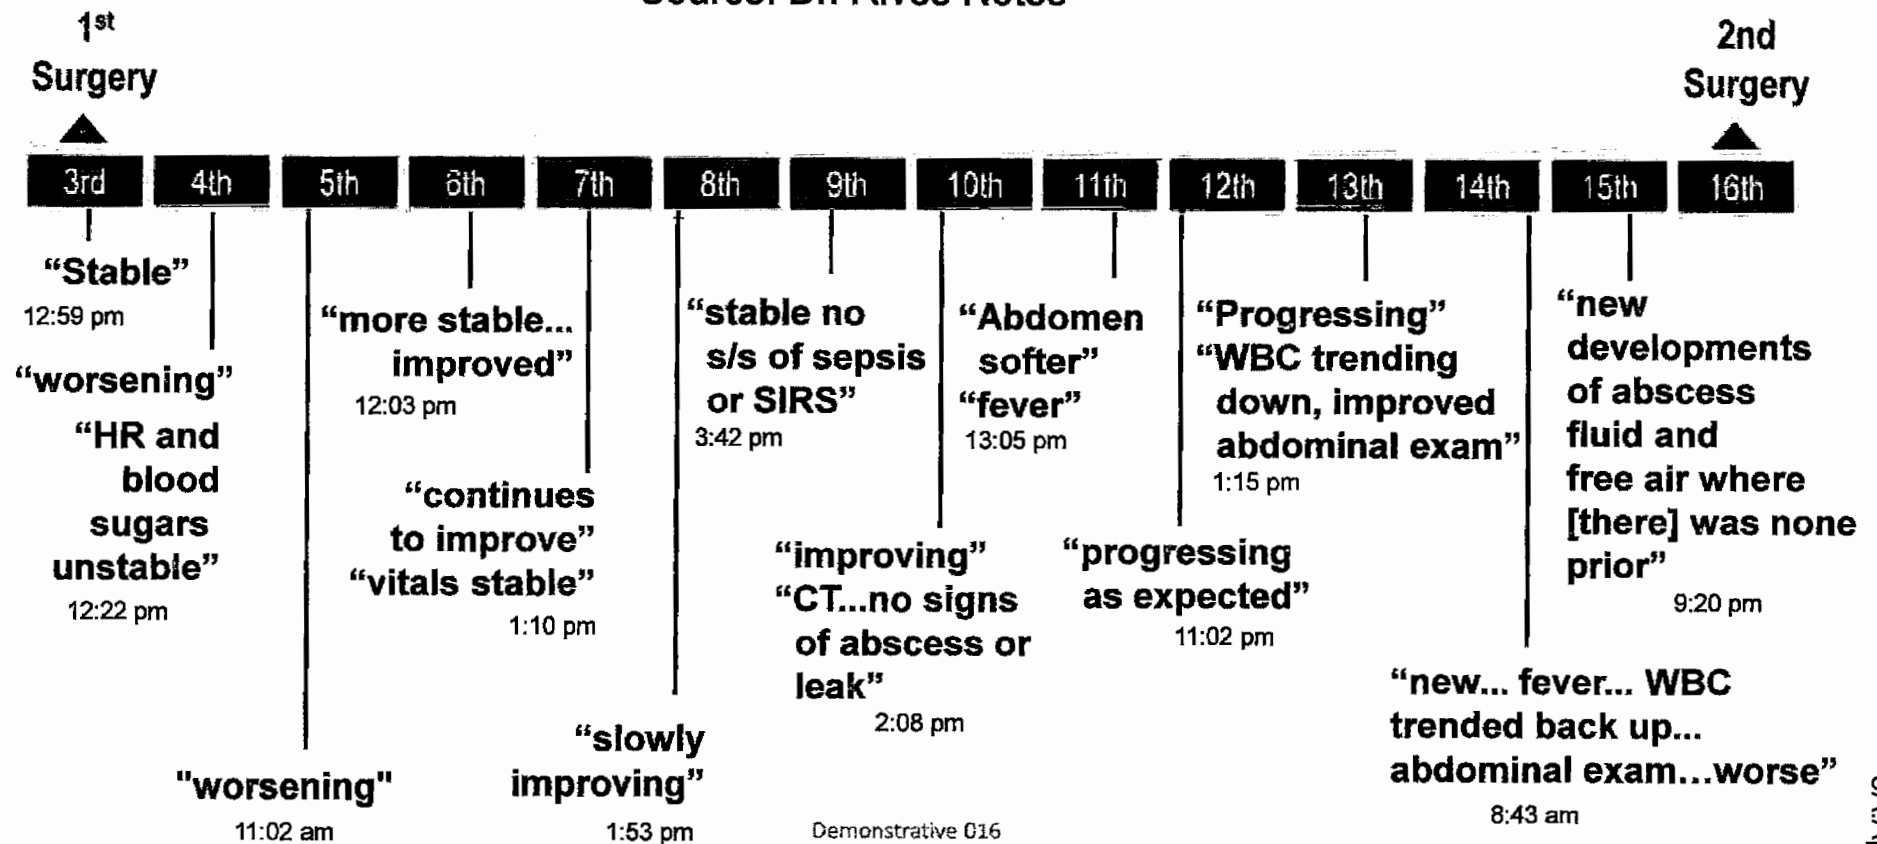 1st
Surgery
2nd
Surgery
3rd
4th
5th
6th
7th
8th
9th
10th
11th
12th
13th
14th
15th
16th
“Stable”
12:59 pm
“worsening”
“HR and
blood
sugars
unstable”
12:22 pm
"worsening"
11:02 am
“more stable...
improved”
12:03 pm
“continues
to improve”
“vitals stable”
1:10 pm
“slowly
improving”
1:53 pm
“stable no
s/s of sepsis
or SIRS”
3:42 pm
“improving”
“CT...no signs
of abscess or
leak”
2:08 pm
“Abdomen
softer”
“fever”
13:05 pm
“progressing
as expected”
11:02 pm
“Progressing”
“WBC trending
down, improved
abdominal exam”
1:15 pm
“new... fever... WBC
trended back up...
abdominal exam...worse”
8:43 am
“new
developments
of abscess
fluid and
free air where
[there] was none
prior”
9:20 pm
Demonstrative 016